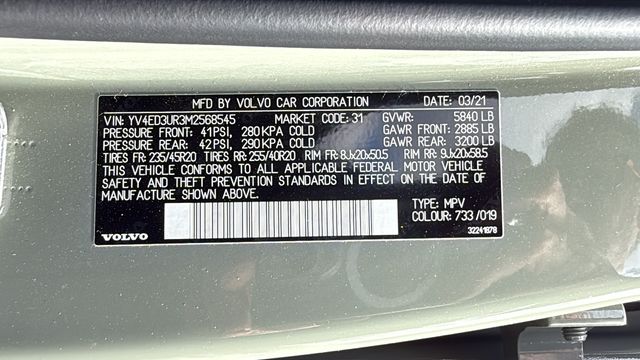 MFD BY VOLVO CAR CORPORATION DATE: 03/21
VIN: YV4ED3UR3M2568545 MARKET CODE: 31 GVWR: 5840 LB
PRESSURE FRONT: 41PSI, 280 KPA COLD GAWR FRONT: 2885 LB
PRESSURE REAR: 42PSI, 290 KPA COLD GAWR REAR: 3200 LB
TIRES FR: 235/45R20 TIRES RR: 255/40R20 RIM FR: 8Jx20x50.5 RIM RR: 9Jx20x58.5
THIS VEHICLE CONFORMS TO ALL APPLICABLE FEDERAL MOTOR VEHICLE
SAFETY AND THEFT PREVENTION STANDARDS IN EFFECT ON THE DATE OF
MANUFACTURE SHOWN ABOVE.
TYPE: MPV
COLOUR: 733 /019
VOLVO 32241878